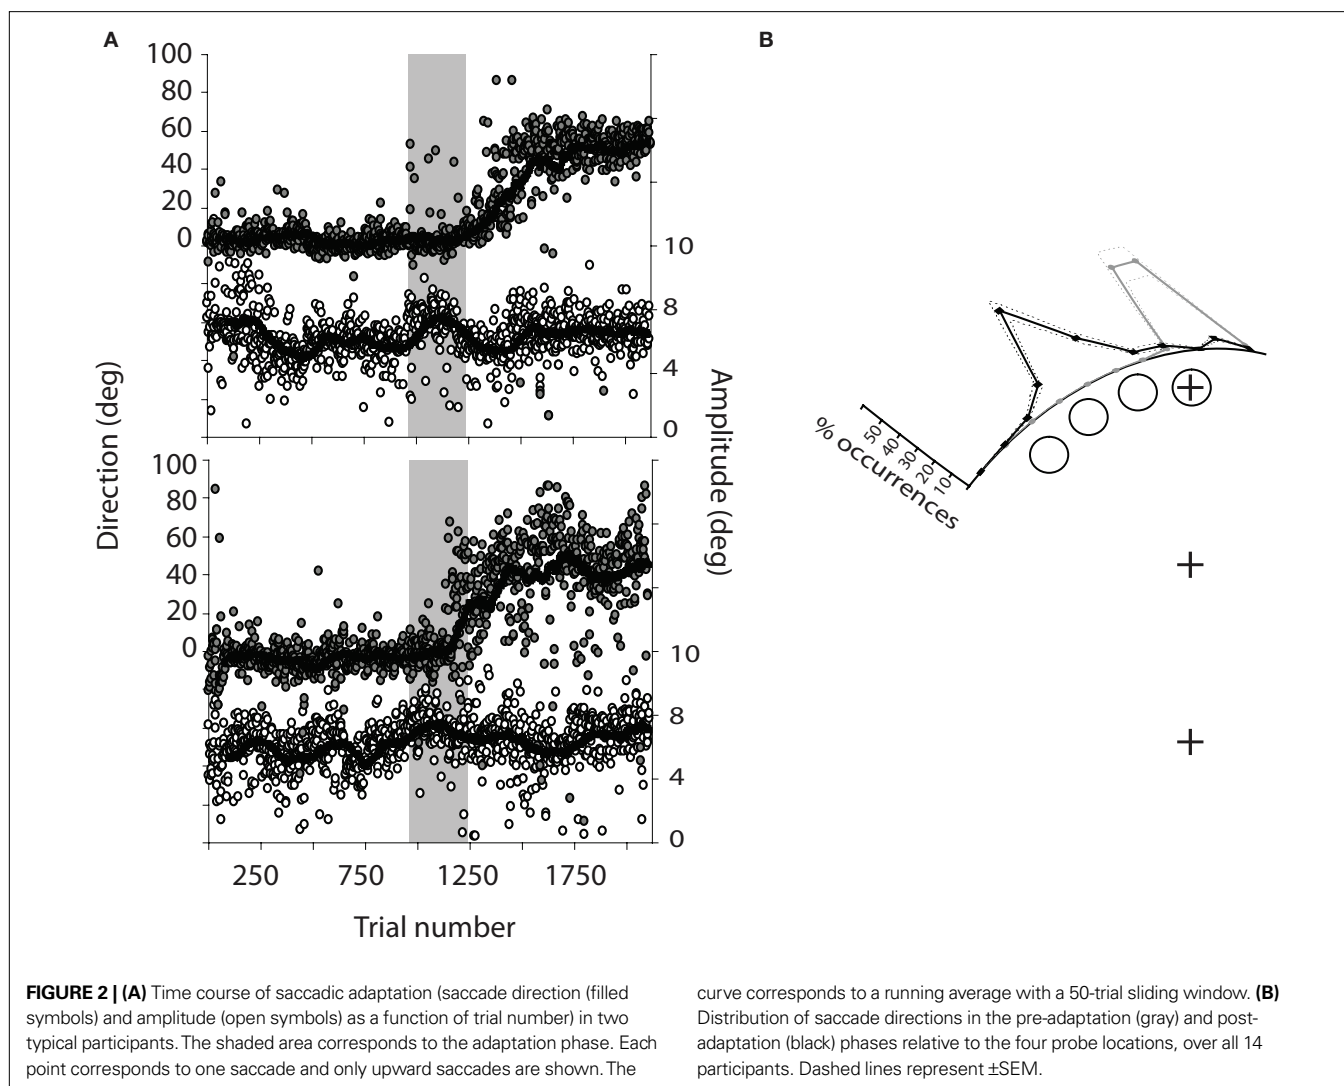 A
B
100
80
60
40
20
0
10
8
4
0
100
80
60
40
20
0
10
8
4
0
Direction (deg)
Amplitude (deg)
250 750 1250 1750
Trial number
50
40
30
20
10
% occurrences
FIGURE 2 | (A) Time course of saccadic adaptation (saccade direction (filled
symbols) and amplitude (open symbols) as a function of trial number) in two
typical participants. The shaded area corresponds to the adaptation phase. Each
point corresponds to one saccade and only upward saccades are shown. The
curve corresponds to a running average with a 50-trial sliding window. (B)
Distribution of saccade directions in the pre-adaptation (gray) and post-
adaptation (black) phases relative to the four probe locations, over all 14
participants. Dashed lines represent ±SEM.